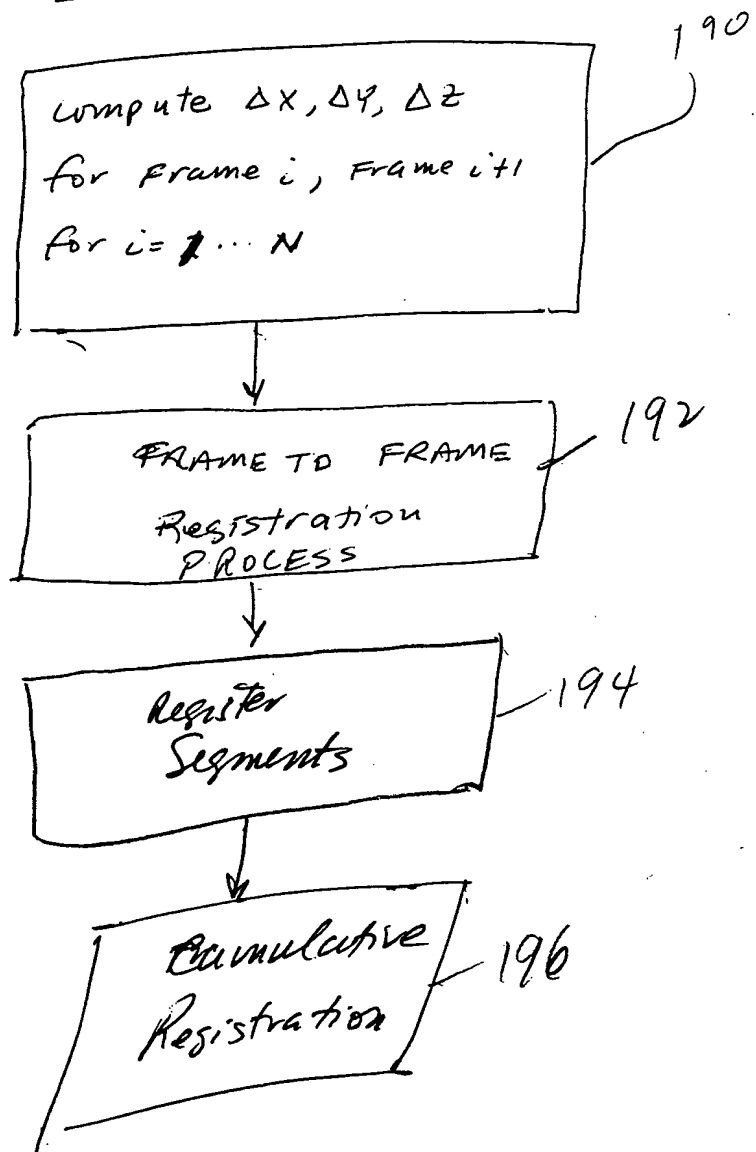 190
compute ΔX, ΔY, ΔZ
for Frame i, Frame i+1
for i= 1 ... N
192
FRAME TO FRAME
Registration
PROCESS
194
Register
Segments
196
Cumulative
Registration